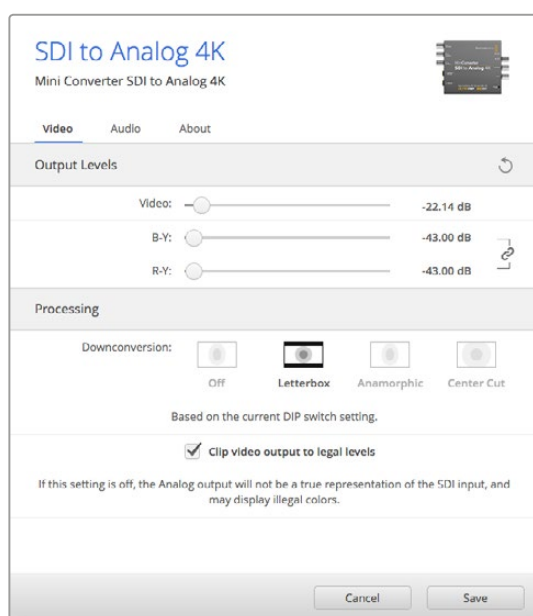 SDI to Analog 4K
Mini Converter SDI to Analog 4K
Video Audio About
Output Levels
Video: -22.14 dB
B-Y: -43.00 dB
R-Y: -43.00 dB
Processing
Downconversion:
Off Letterbox Anamorphic Center Cut
Based on the current DIP switch setting.
Clip video output to legal levels
If this setting is off, the Analog output will not be a true representation of the SDI input, and
may display illegal colors.
Cancel Save